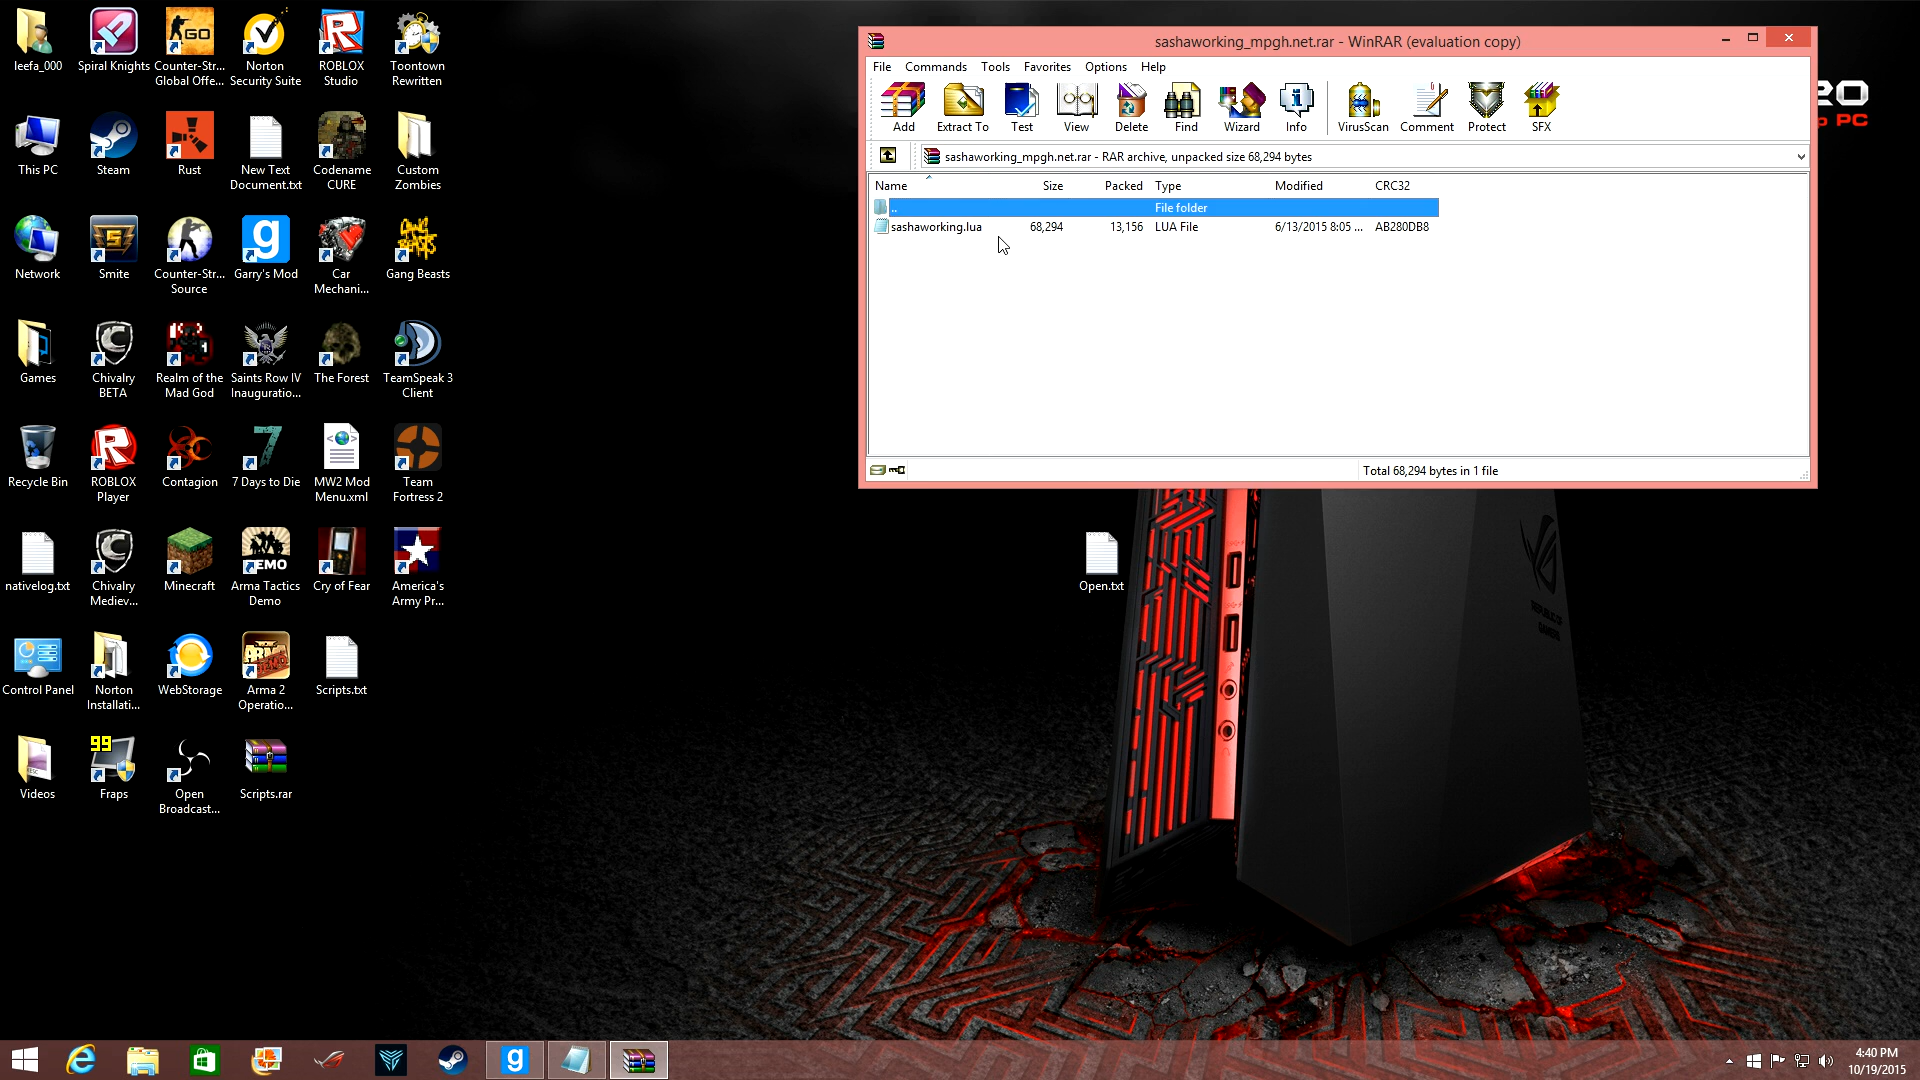 leefa_000
Spiral Knights
Counter-Str...
Global Offe...
Norton
Security Suite
ROBLOX
Studio
Toontown
Rewritten
This PC
Steam
Rust
New Text
Document.txt
Codename
CURE
Custom
Zombies
Network
Smite
Counter-Str...
Source
Garry's Mod
Car
Mechani...
Gang Beasts
Games
Chivalry
BETA
Realm of the
Mad God
Saints Row IV
Inauguratio...
The Forest
TeamSpeak 3
Client
Recycle Bin
ROBLOX
Player
Contagion
7 Days to Die
MW2 Mod
Menu.xml
Team
Fortress 2
nativelog.txt
Chivalry
Mediev...
Minecraft
Arma Tactics
Demo
Cry of Fear
America's
Army Pr...
Control Panel
Norton
Installati...
WebStorage
Arma 2
Operatio...
Scripts.txt
Videos
99
Fraps
Open
Broadcast...
Scripts.rar
sashaworking_mpgh.net.rar - WinRAR (evaluation copy)
File Commands Tools Favorites Options Help
Add Extract To Test View Delete Find Wizard Info VirusScan Comment Protect SFX
sashaworking_mpgh.net.rar - RAR archive, unpacked size 68,294 bytes
Name Size Packed Type Modified CRC32
.. File folder
sashaworking.lua 68,294 13,156 LUA File 6/13/2015 8:05 ... AB280DB8
Total 68,294 bytes in 1 file
20
p PC
Open.txt
REPUBLIC OF
GAMERS
4:40 PM
10/19/2015